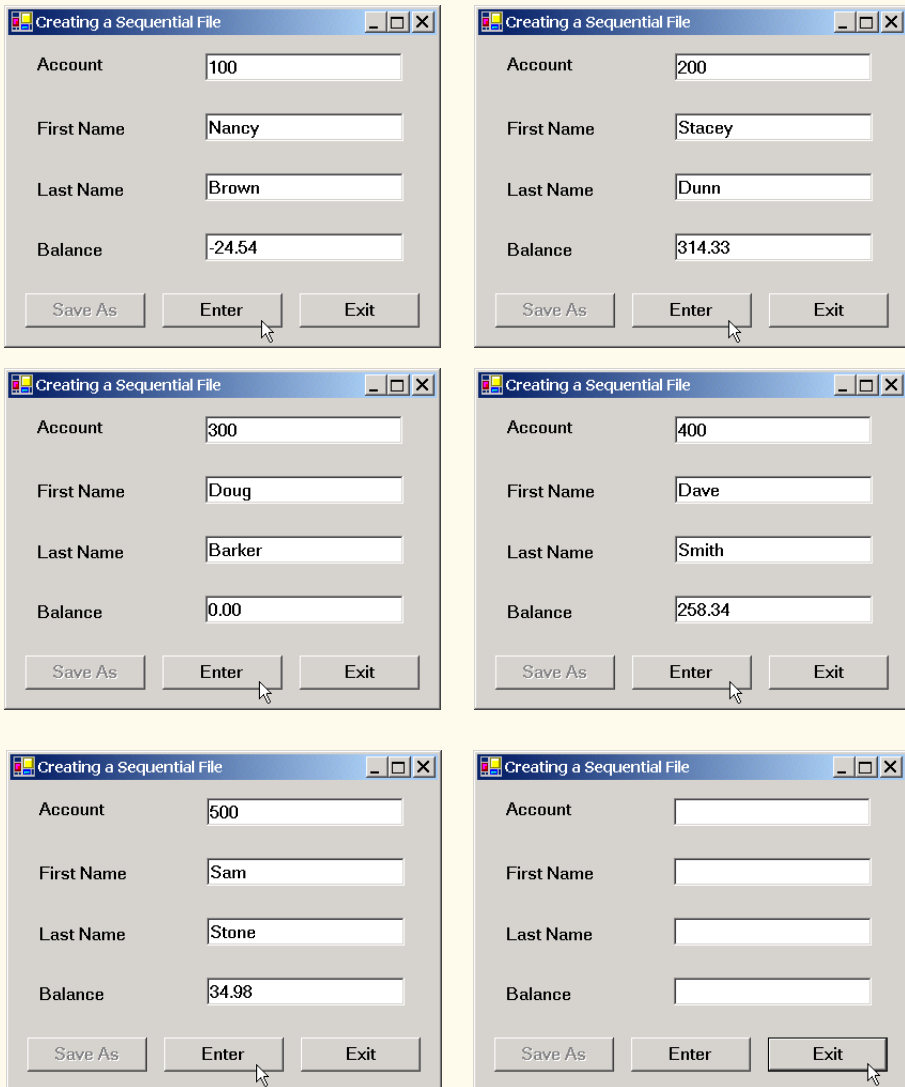 Creating a Sequential File
Account 100
First Name Nancy
Last Name Brown
Balance -24.54
Save As Enter Exit
Creating a Sequential File
Account 200
First Name Stacey
Last Name Dunn
Balance 314.33
Save As Enter Exit
Creating a Sequential File
Account 300
First Name Doug
Last Name Barker
Balance 0.00
Save As Enter Exit
Creating a Sequential File
Account 400
First Name Dave
Last Name Smith
Balance 258.34
Save As Enter Exit
Creating a Sequential File
Account 500
First Name Sam
Last Name Stone
Balance 34.98
Save As Enter Exit
Creating a Sequential File
Account
First Name
Last Name
Balance
Save As Enter Exit